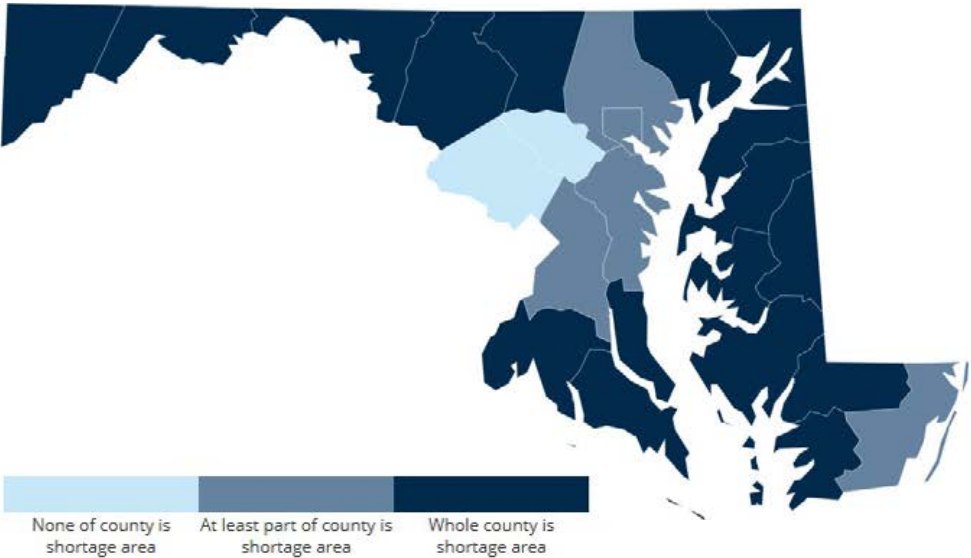 None of county is
shortage area
At least part of county is
shortage area
Whole county is
shortage area